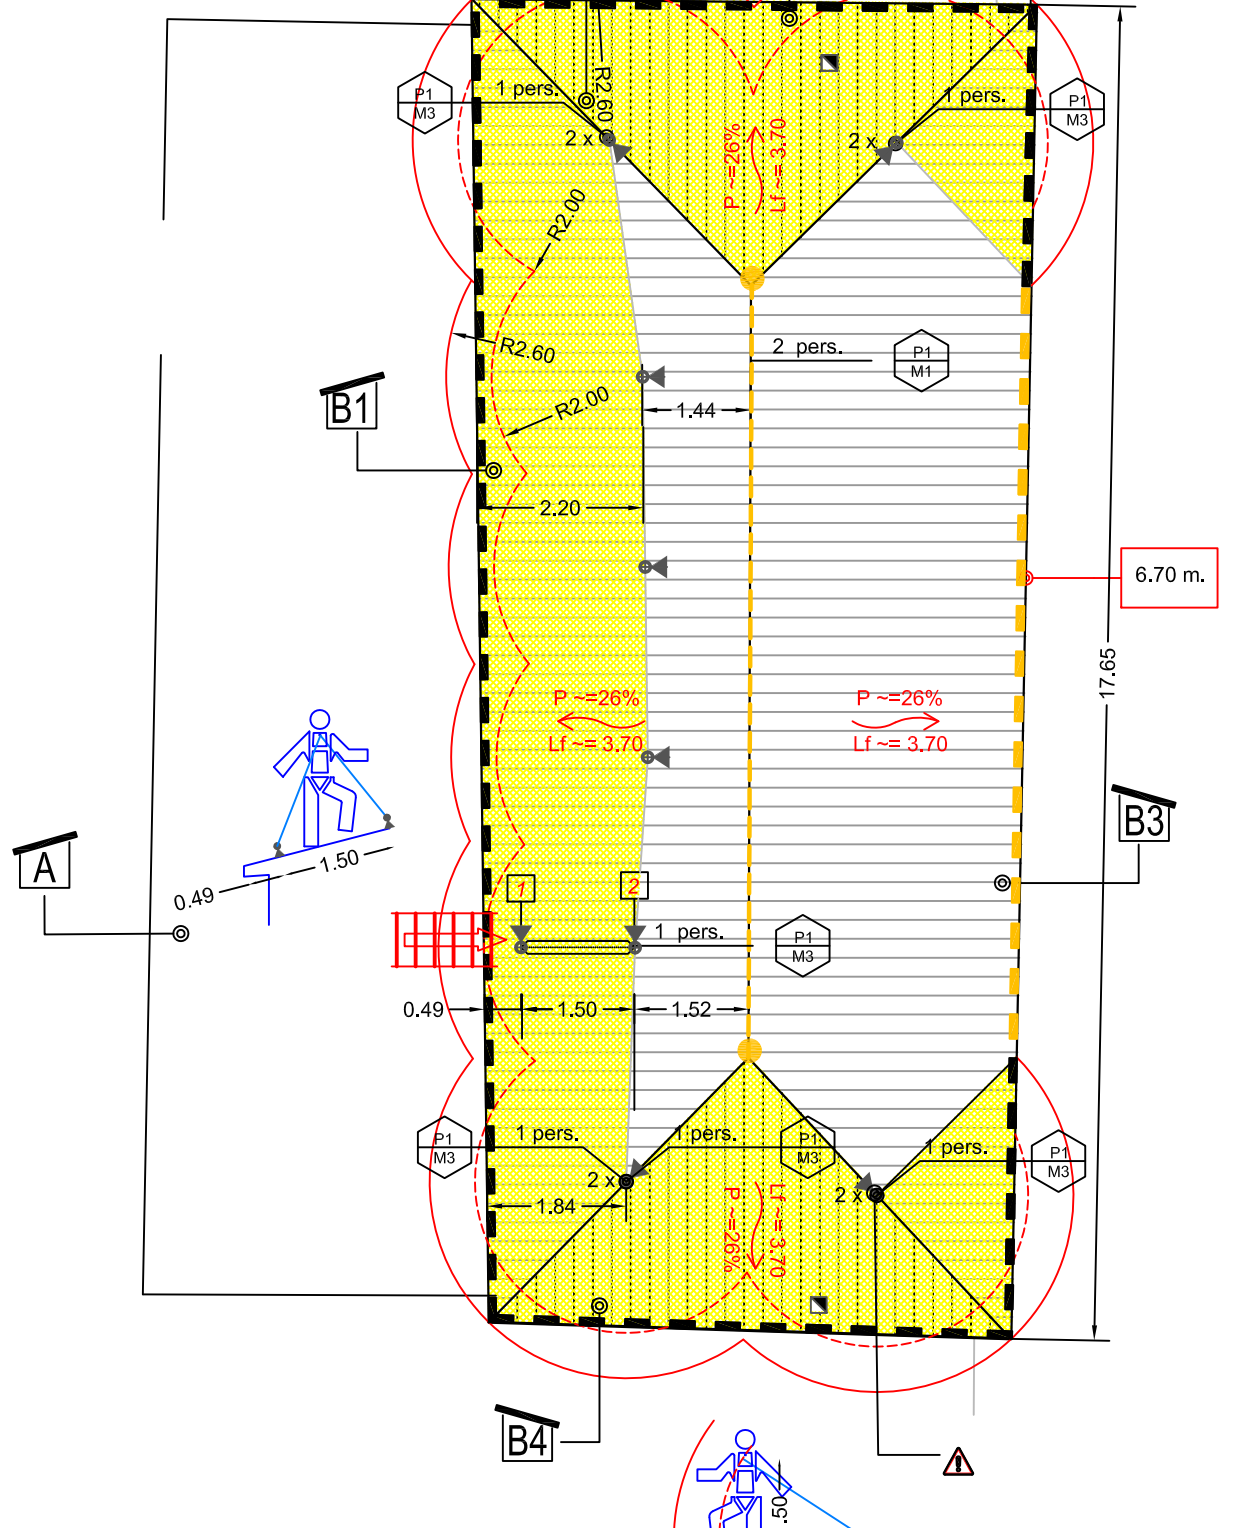 P1
M3
1 pers.
R2.60
1 pers.
P1
M3
2 x
2 x
P ~=26%
Lf ~= 3.70
R2.00
R2.60
2 pers.
P1
M1
B1
R2.00
1.44
2.20
6.70 m.
17.65
P ~=26%
Lf ~= 3.70
P ~=26%
Lf ~= 3.70
B3
A
0.49
1.50
1
2
1 pers.
P1
M3
0.49
1.50
1.52
P1
M3
1 pers.
1 pers.
P1
M3
1 pers.
P1
M3
2 x
2 x
1.84
P ~=26%
Lf ~= 3.70
B4
.50